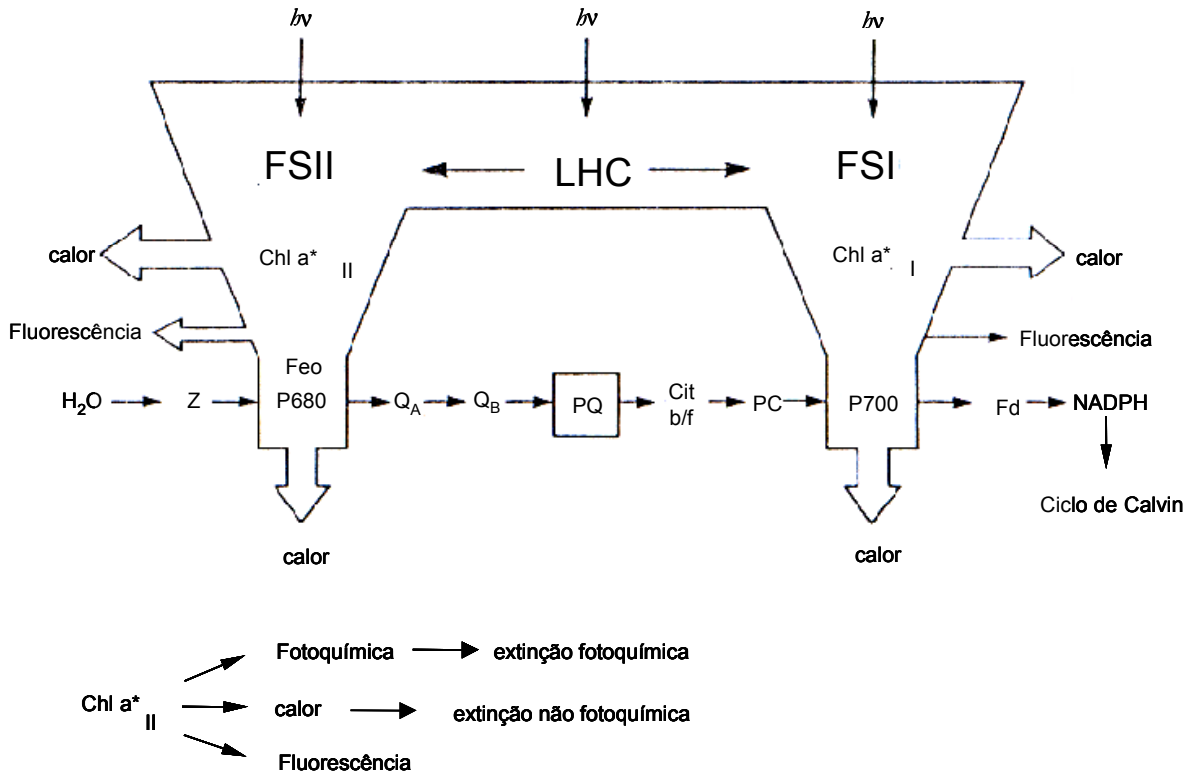 hν hν hν
FSII LHC FSI
calor Chl a* II Chl a* I calor
Fluorescência Fluorescência
Feo
H2O Z P680 QA QB PQ Cit b/f PC P700 Fd NADPH
Ciclo de Calvin
calor calor
Fotoquímica extinção fotoquímica
Chl a* II calor extinção não fotoquímica
Fluorescência